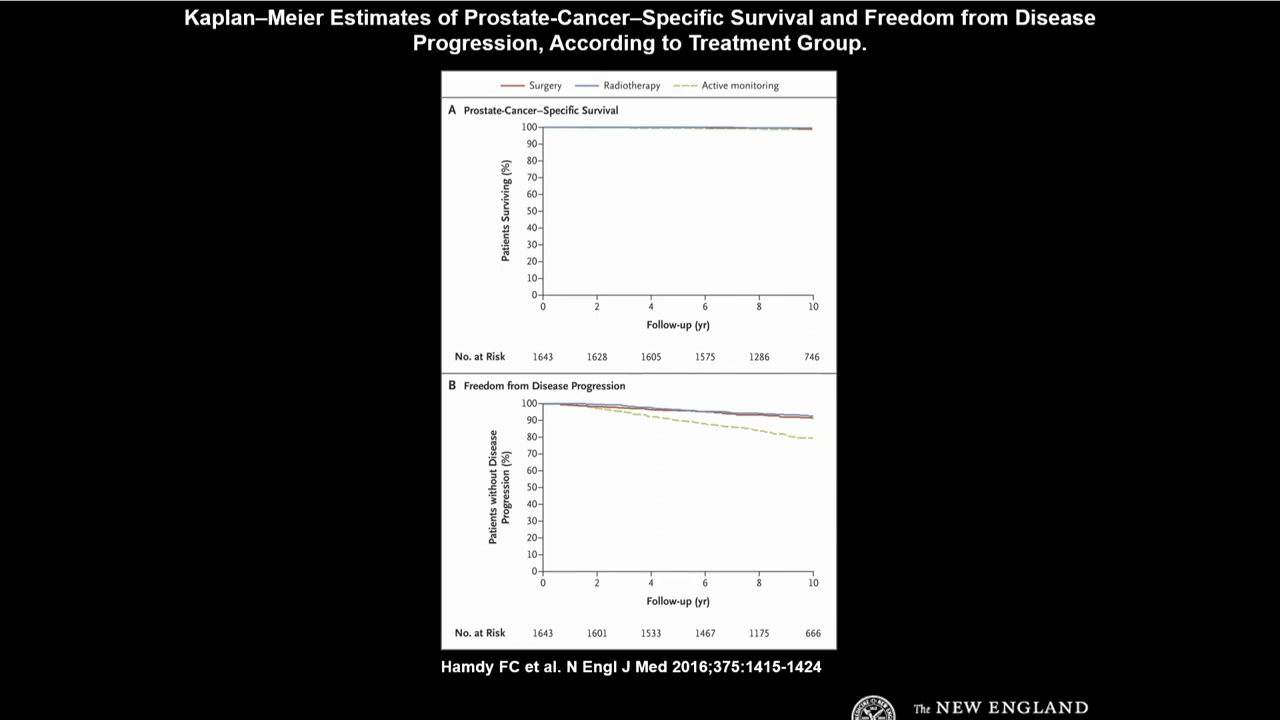 Kaplan–Meier Estimates of Prostate-Cancer–Specific Survival and Freedom from Disease
Progression, According to Treatment Group.
Surgery Radiotherapy Active monitoring
A Prostate-Cancer–Specific Survival
Patients Surviving (%)
100
90
80
70
60
50
40
30
20
10
0
0 2 4 6 8 10
Follow-up (yr)
No. at Risk 1643 1628 1605 1575 1286 746
B Freedom from Disease Progression
Patients without Disease
Progression (%)
100
90
80
70
60
50
40
30
20
10
0
0 2 4 6 8 10
Follow-up (yr)
No. at Risk 1643 1601 1533 1467 1175 666
Hamdy FC et al. N Engl J Med 2016;375:1415-1424
The NEW ENGLAND